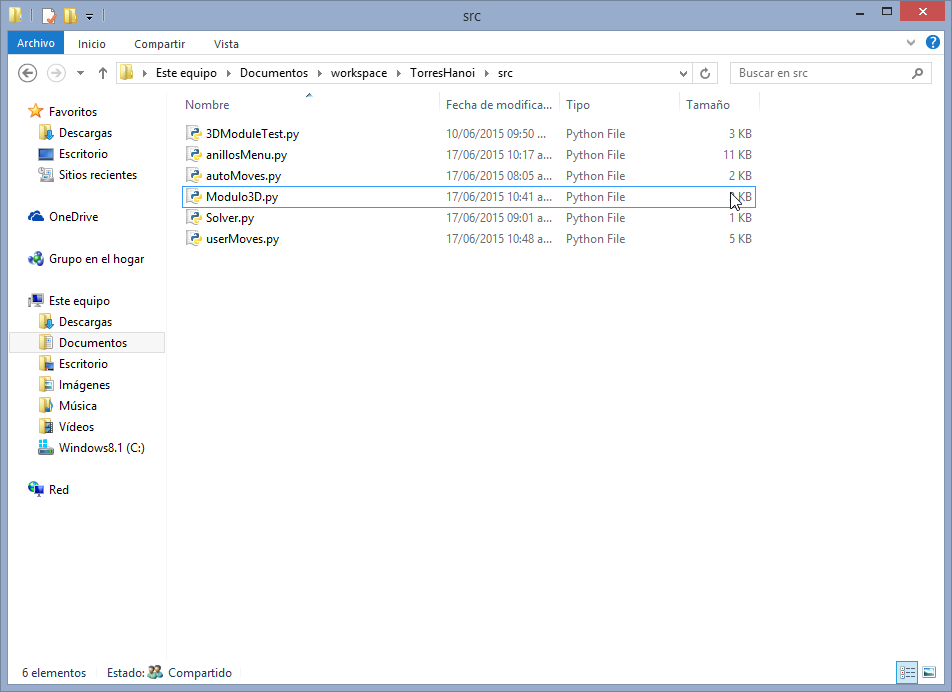 src
Archivo Inicio Compartir Vista
Este equipo Documentos workspace TorresHanoi src Buscar en src
Nombre Fecha de modifica... Tipo Tamaño
3DModuleTest.py 10/06/2015 09:50 ... Python File 3 KB
anillosMenu.py 17/06/2015 10:17 a... Python File 11 KB
autoMoves.py 17/06/2015 08:05 a... Python File 2 KB
Modulo3D.py 17/06/2015 10:41 a... Python File KB
Solver.py 17/06/2015 09:01 a... Python File 1 KB
userMoves.py 17/06/2015 10:48 a... Python File 5 KB
Favoritos
Descargas
Escritorio
Sitios recientes
OneDrive
Grupo en el hogar
Este equipo
Descargas
Documentos
Escritorio
Imágenes
Música
Vídeos
Windows8.1 (C:)
Red
6 elementos Estado: Compartido